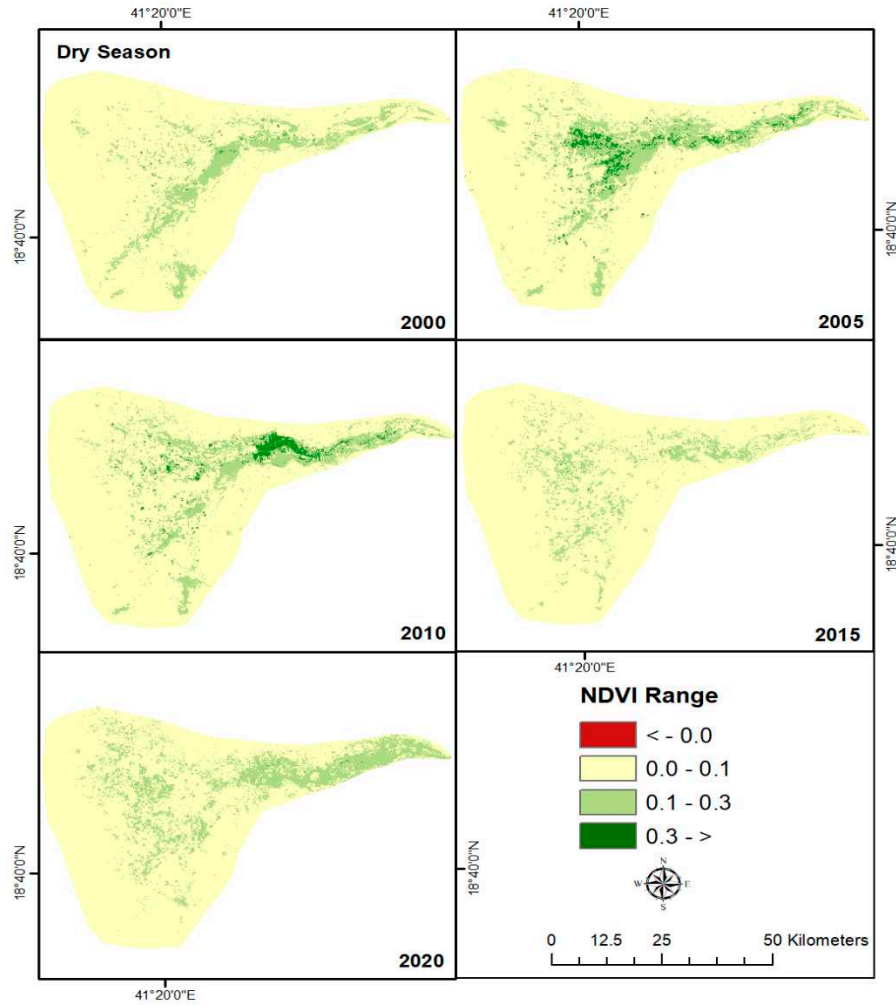 41°20'0"E
41°20'0"E
Dry Season
18°40'0"N
18°40'0"N
2000
2005
18°40'0"N
18°40'0"N
2010
2015
41°20'0"E
NDVI Range
< - 0.0
0.0 - 0.1
0.1 - 0.3
0.3 - >
18°40'0"N
18°40'0"N
N
W E
S
0 12.5 25 50 Kilometers
2020
41°20'0"E